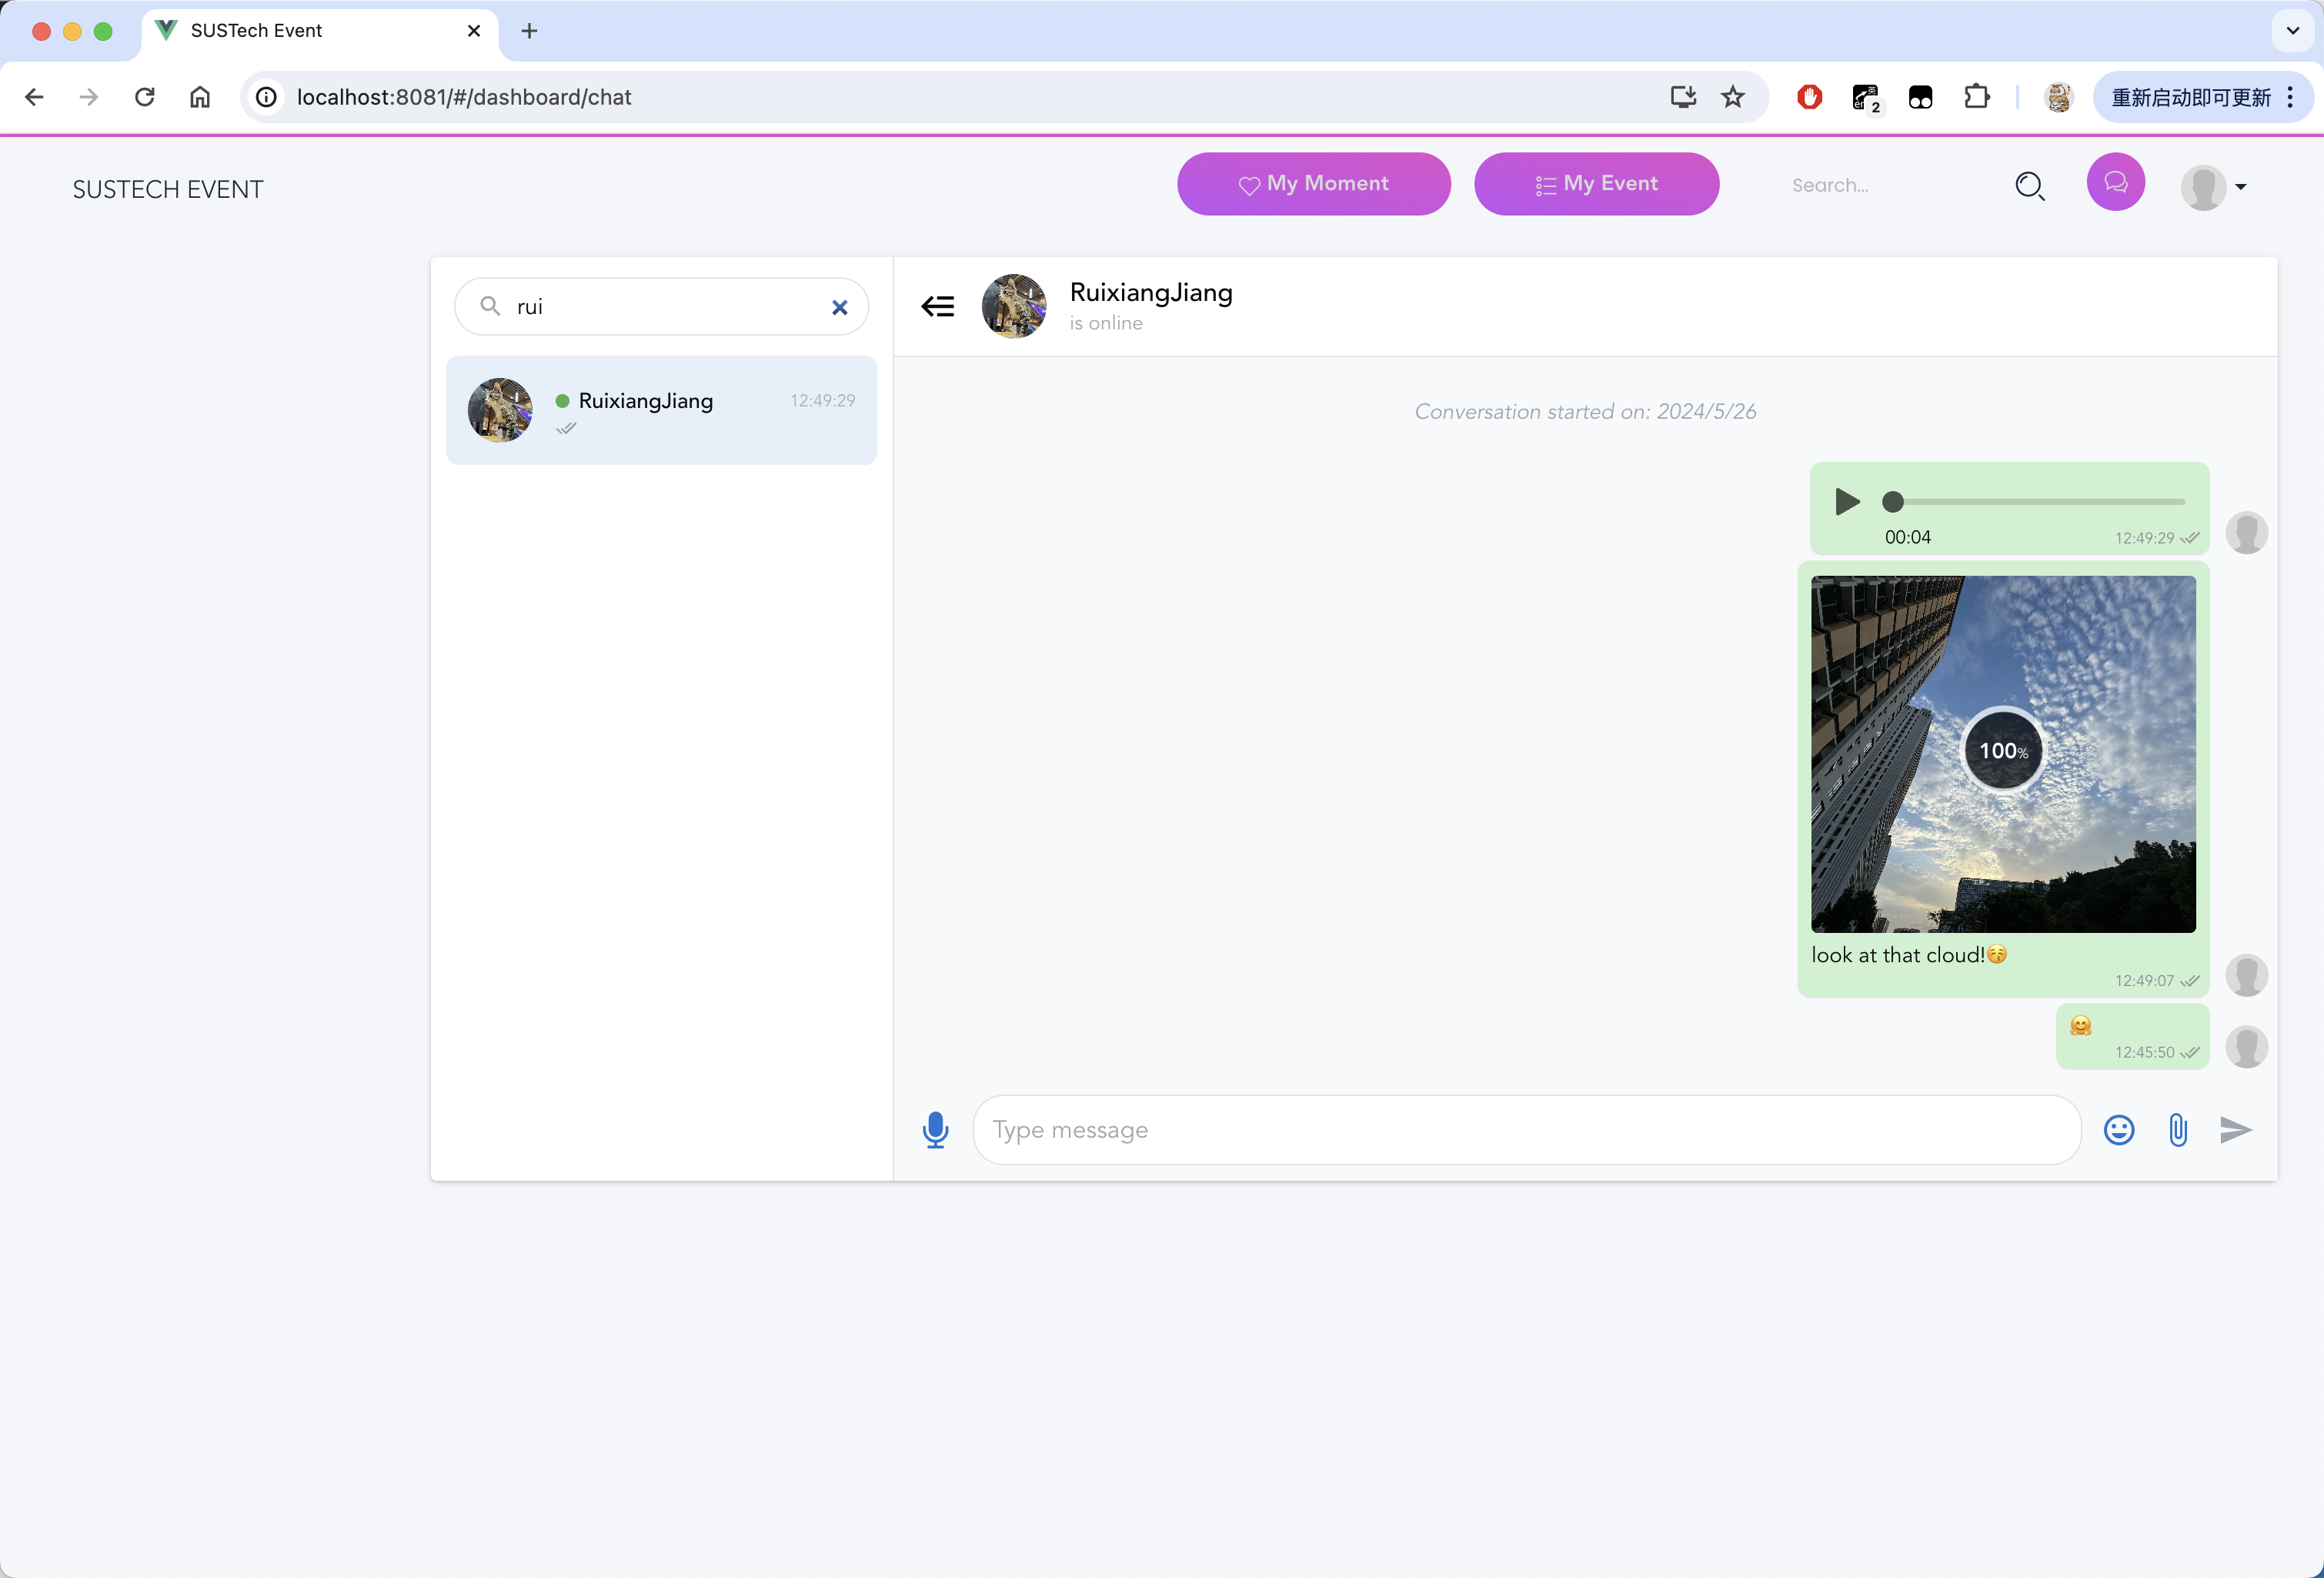 SUSTech Event
localhost:8081/#/dashboard/chat
2
重新启动即可更新
SUSTECH EVENT
My Moment
My Event
Search...
rui
RuixiangJiang
is online
RuixiangJiang
12:49:29
Conversation started on: 2024/5/26
00:04
12:49:29
100%
look at that cloud!😚
12:49:07
🤗
12:45:50
Type message